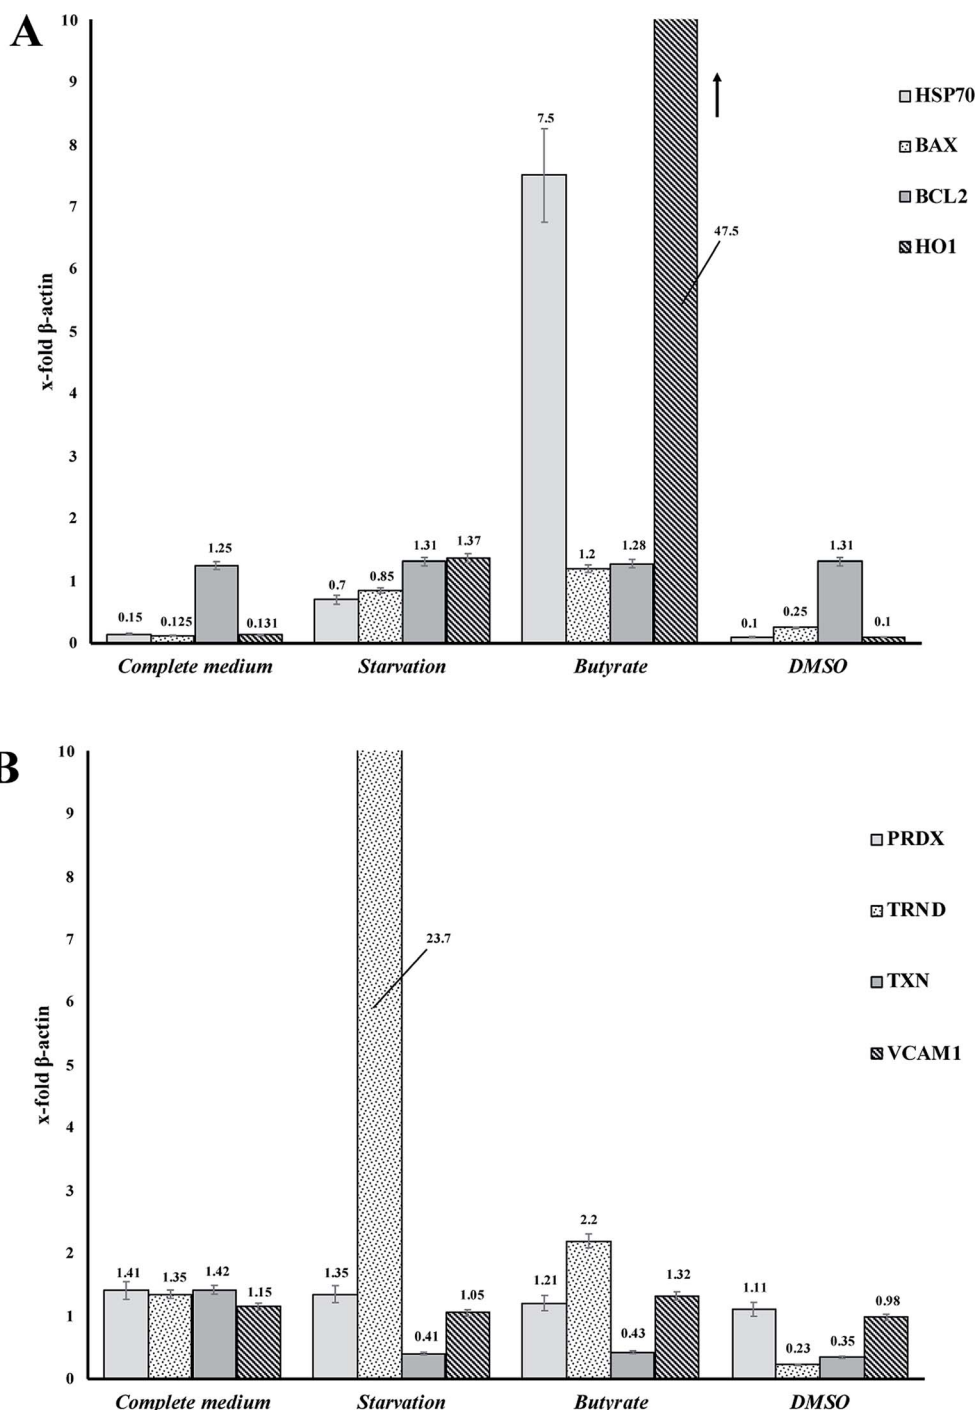 A
10
9
8
7
6
5
4
3
2
1
0
x-fold β-actin
7.5
47.5
0.15
0.125
1.25
0.131
0.7
0.85
1.31
1.37
1.2
1.28
0.1
0.25
1.31
0.1
Complete medium
Starvation
Butyrate
DMSO
HSP70
BAX
BCL2
HO1
B
10
9
8
7
6
5
4
3
2
1
0
x-fold β-actin
1.41
1.35
1.42
1.15
1.35
23.7
0.41
1.05
1.21
2.2
0.43
1.32
1.11
0.23
0.35
0.98
Complete medium
Starvation
Butyrate
DMSO
PRDX
TRND
TXN
VCAM1